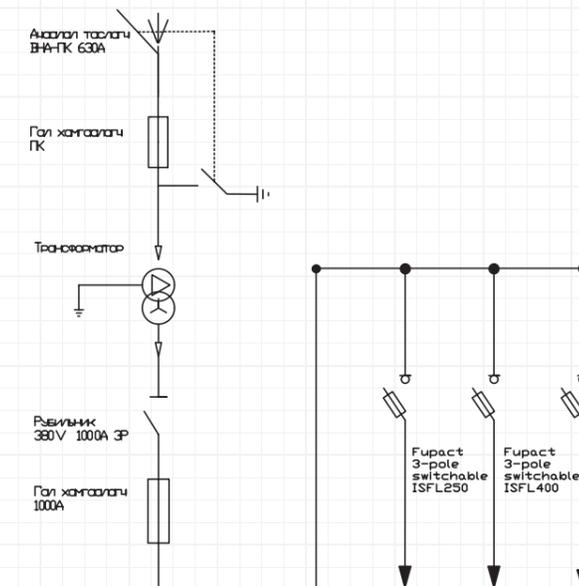 Ачаалал таслагч
ВНА-ПК 630А
Гал хамгаалагч
ПК
Трансформатор
Рубильник
380V 1000А 3Р
Гал хамгаалагч
1000А
Fupact
3-pole
switchable
ISFL250
Fupact
3-pole
switchable
ISFL400